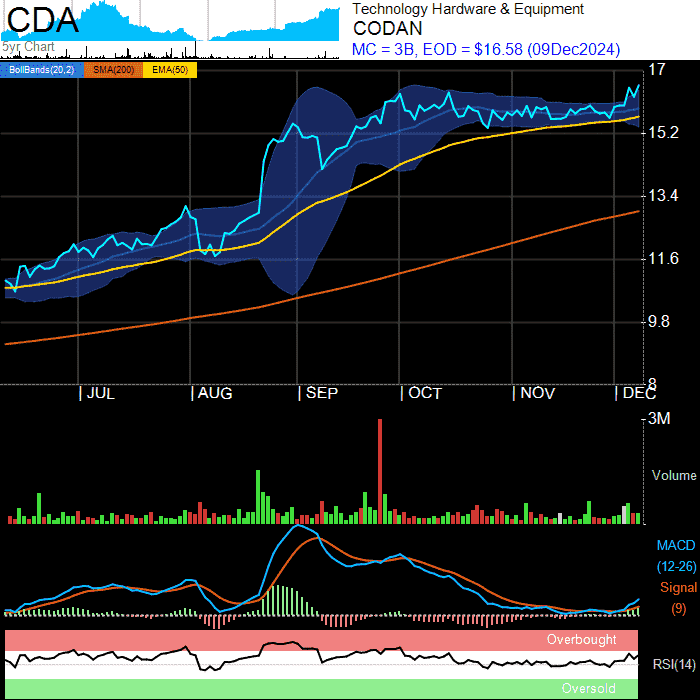 CDA
5yr Chart
Technology Hardware & Equipment
CODAN
MC = 3B, EOD = $16.58 (09Dec2024)
BollBands(20,2) SMA(200) EMA(50)
17
15.2
13.4
11.6
9.8
8
JUL AUG SEP OCT NOV DEC
3M
Volume
MACD
(12-26)
Signal
(9)
Overbought
RSI(14)
Oversold